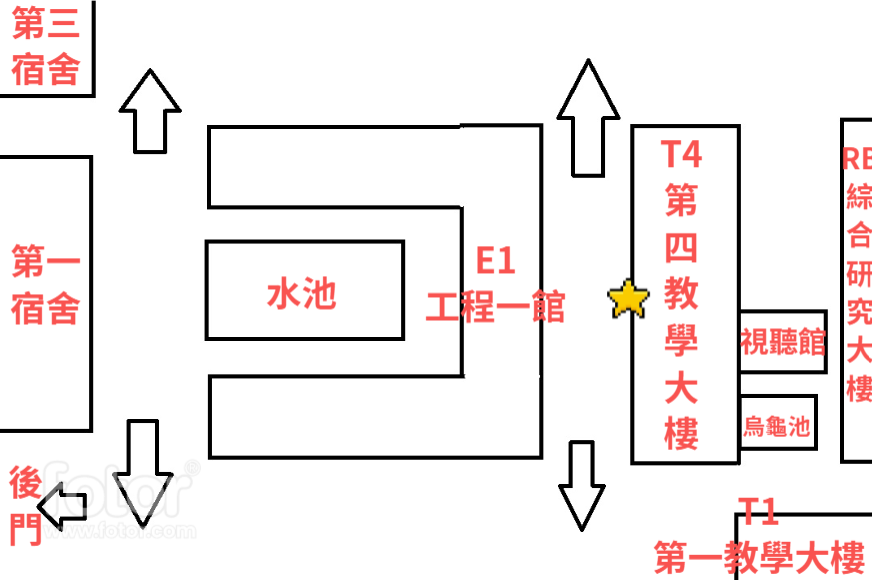 第三
宿舍
第一
宿舍
水池
E1
工程一館
T4
第
四
教
學
大
樓
視聽館
烏龜池
綜
合
研
究
大
樓
後
門
T1
第一教學大樓
fotor®
www.fotor.com